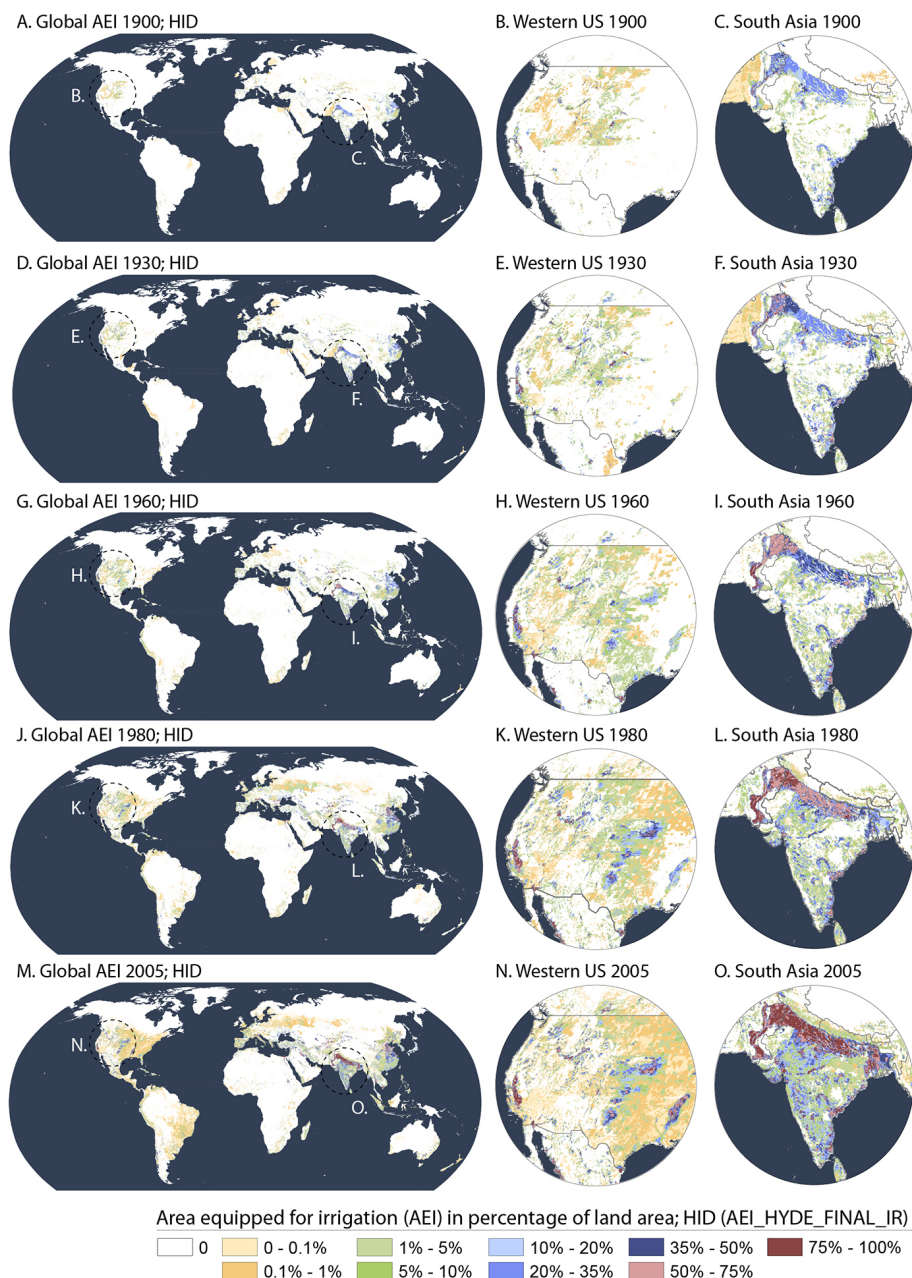 A. Global AEI 1900; HID
B. Western US 1900
C. South Asia 1900
B.
C.
D. Global AEI 1930; HID
E. Western US 1930
F. South Asia 1930
E.
F.
G. Global AEI 1960; HID
H. Western US 1960
I. South Asia 1960
H.
I.
J. Global AEI 1980; HID
K. Western US 1980
L. South Asia 1980
K.
L.
M. Global AEI 2005; HID
N. Western US 2005
O. South Asia 2005
N.
O.
Area equipped for irrigation (AEI) in percentage of land area; HID (AEI_HYDE_FINAL_IR)
0 0 - 0.1% 1% - 5% 10% - 20% 35% - 50% 75% - 100%
0.1% - 1% 5% - 10% 20% - 35% 50% - 75%